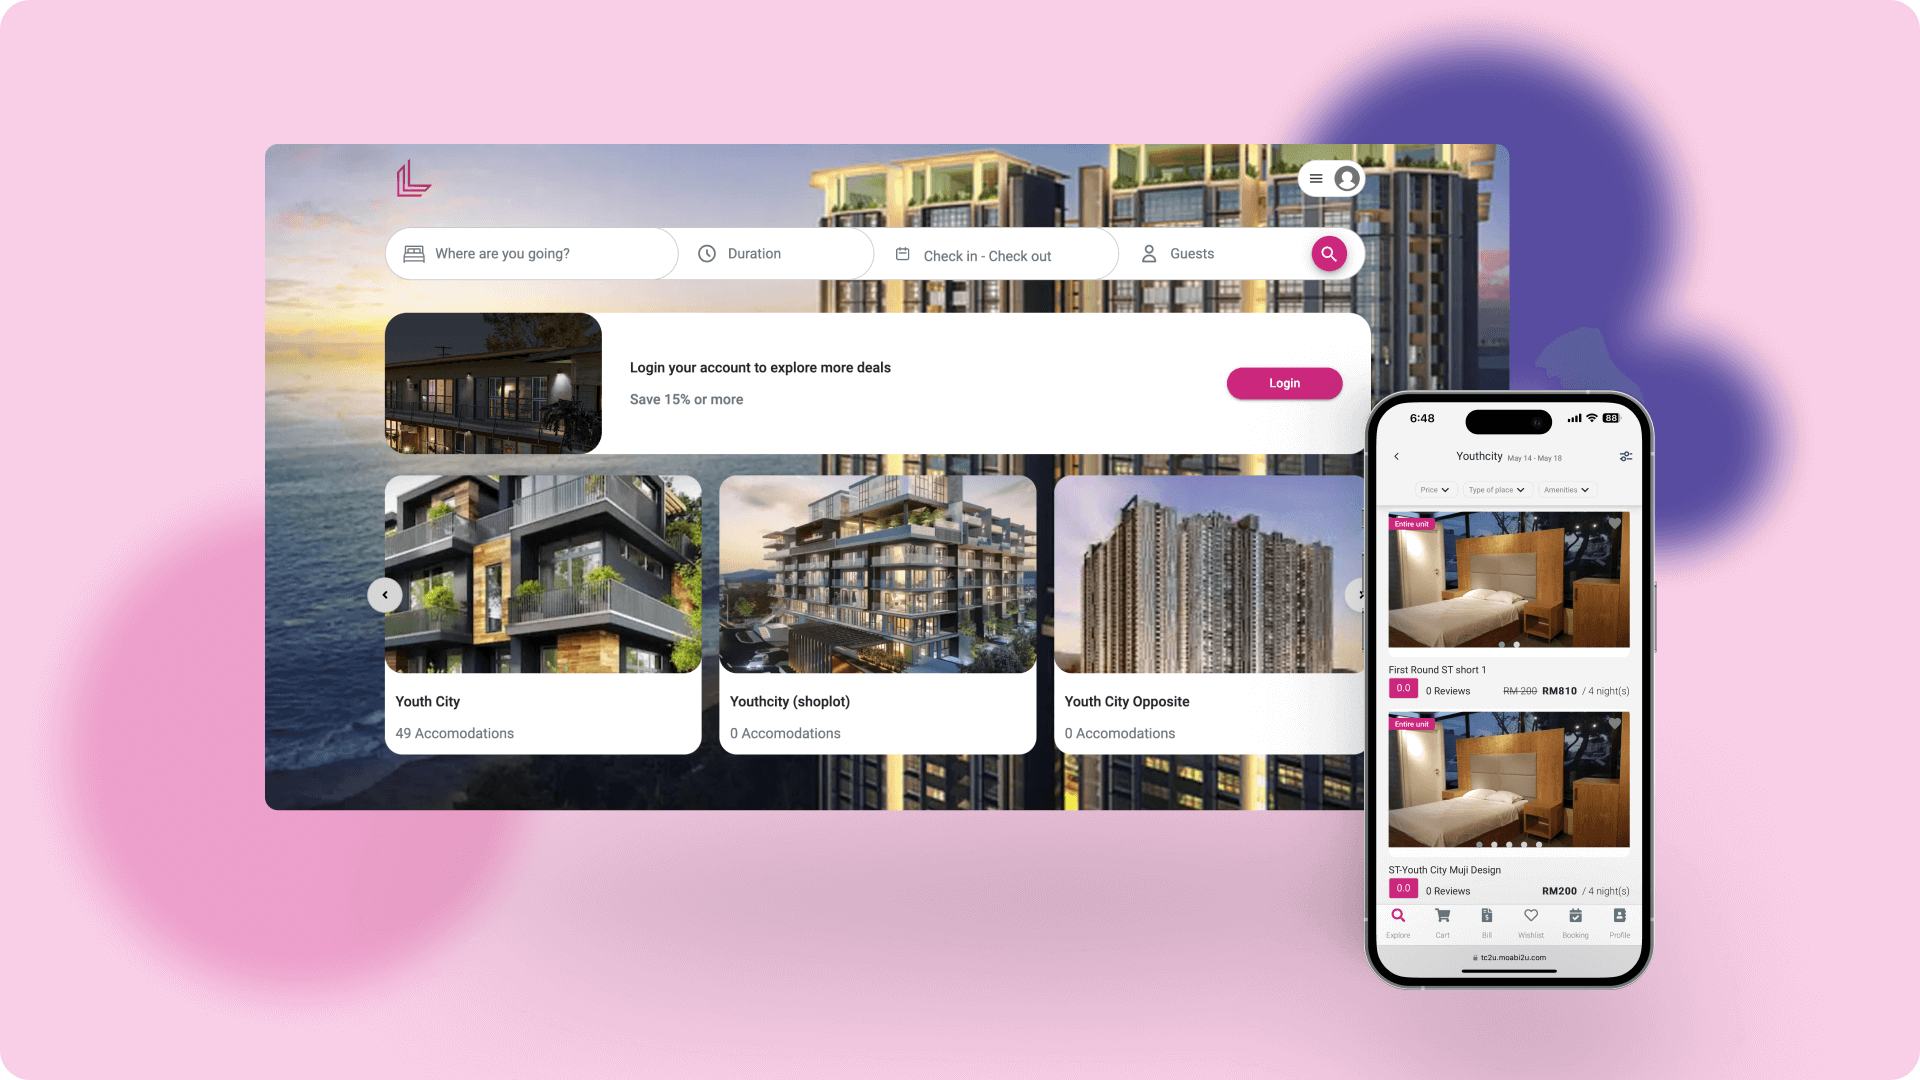 Where are you going?
Duration
Check in - Check out
Guests
Login your account to explore more deals
Save 15% or more
Login
Youth City
49 Accomodations
Youthcity (shoplot)
0 Accomodations
Youth City Opposite
0 Accomodations
6:48
88
Youthcity May 14 - May 18
Price
Type of place
Amenities
Entire unit
First Round ST short 1
0.0 0 Reviews RM 200 RM810 / 4 night(s)
Entire unit
ST-Youth City Muji Design
0.0 0 Reviews RM200 / 4 night(s)
Explore
Cart
Bill
Wishlist
Booking
Profile
tc2u.moabi2u.com